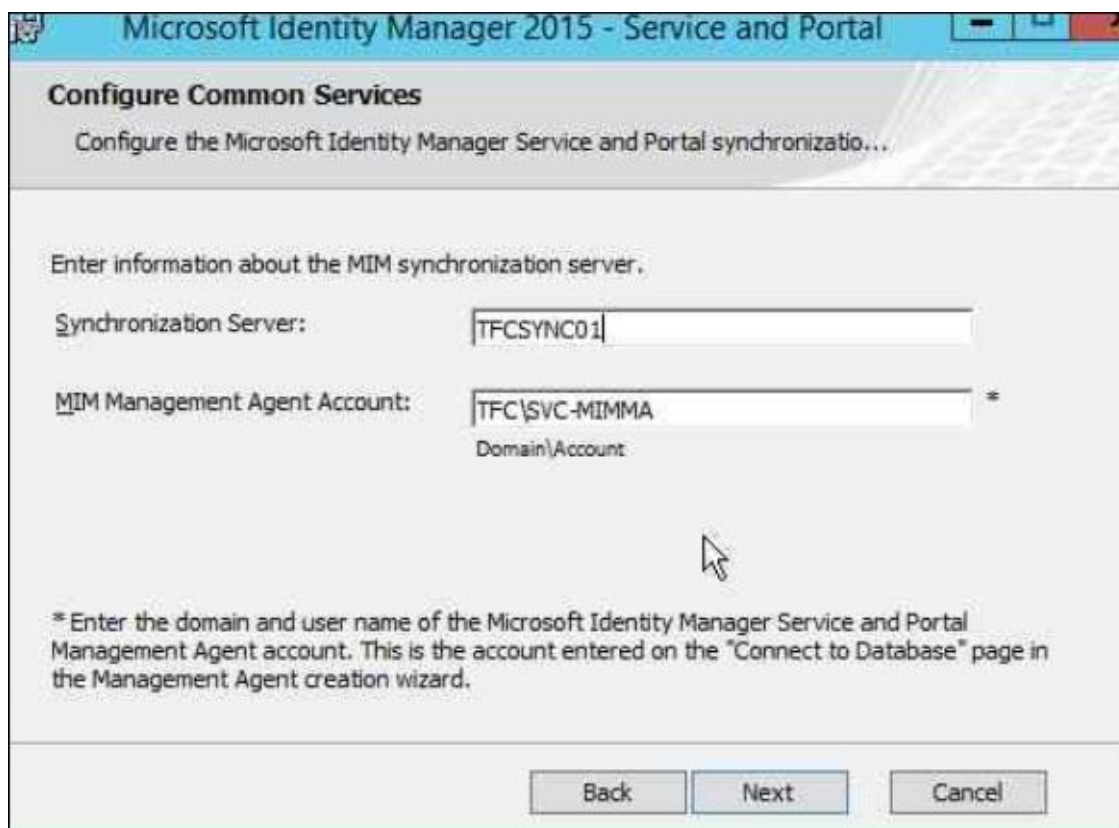 Microsoft Identity Manager 2015 - Service and Portal
Configure Common Services
Configure the Microsoft Identity Manager Service and Portal synchronizatio...
Enter information about the MIM synchronization server.
Synchronization Server:
TFCSYNC01
MIM Management Agent Account:
TFC\SVC-MIMMA
*
Domain\Account
* Enter the domain and user name of the Microsoft Identity Manager Service and Portal
Management Agent account. This is the account entered on the "Connect to Database" page in
the Management Agent creation wizard.
Back
Next
Cancel